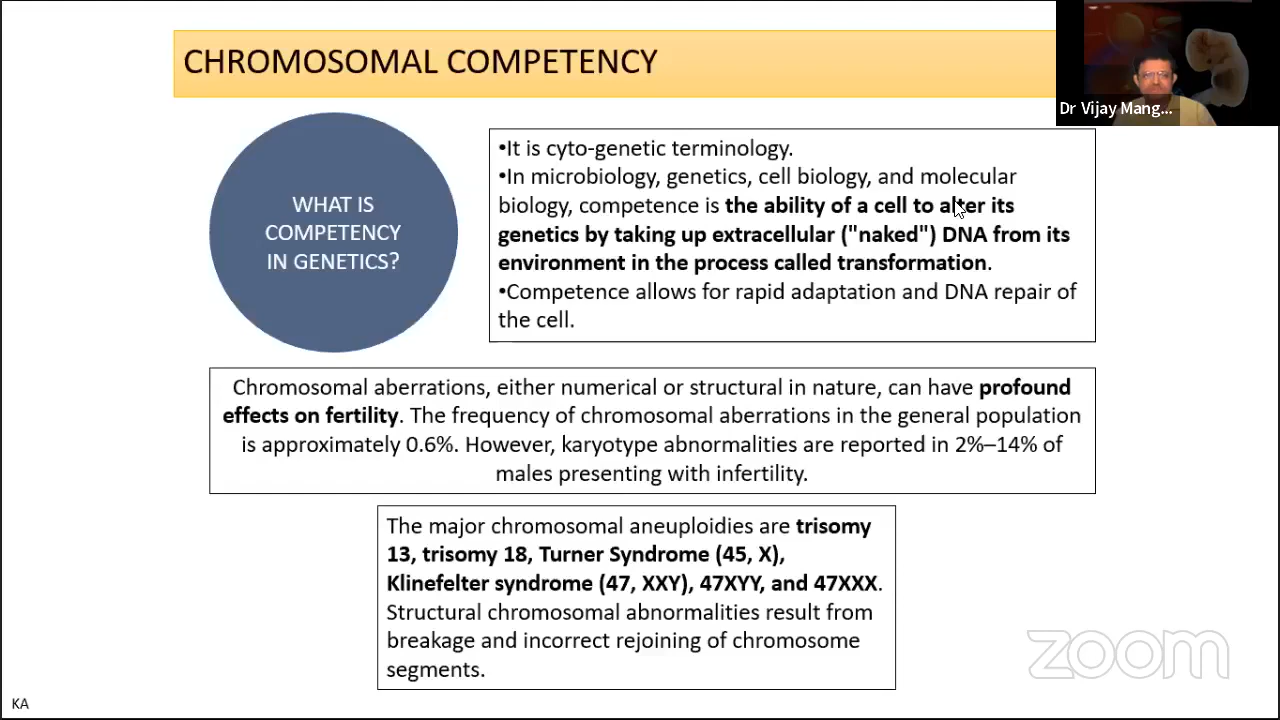 CHROMOSOMAL COMPETENCY
Dr Vijay Mang...
WHAT IS
COMPETENCY
IN GENETICS?
•It is cyto-genetic terminology.
•In microbiology, genetics, cell biology, and molecular
biology, competence is the ability of a cell to alter its
genetics by taking up extracellular ("naked") DNA from its
environment in the process called transformation.
•Competence allows for rapid adaptation and DNA repair of
the cell.
Chromosomal aberrations, either numerical or structural in nature, can have profound
effects on fertility. The frequency of chromosomal aberrations in the general population
is approximately 0.6%. However, karyotype abnormalities are reported in 2%–14% of
males presenting with infertility.
The major chromosomal aneuploidies are trisomy
13, trisomy 18, Turner Syndrome (45, X),
Klinefelter syndrome (47, XXY), 47XYY, and 47XXX.
Structural chromosomal abnormalities result from
breakage and incorrect rejoining of chromosome
segments.
zoom
KA